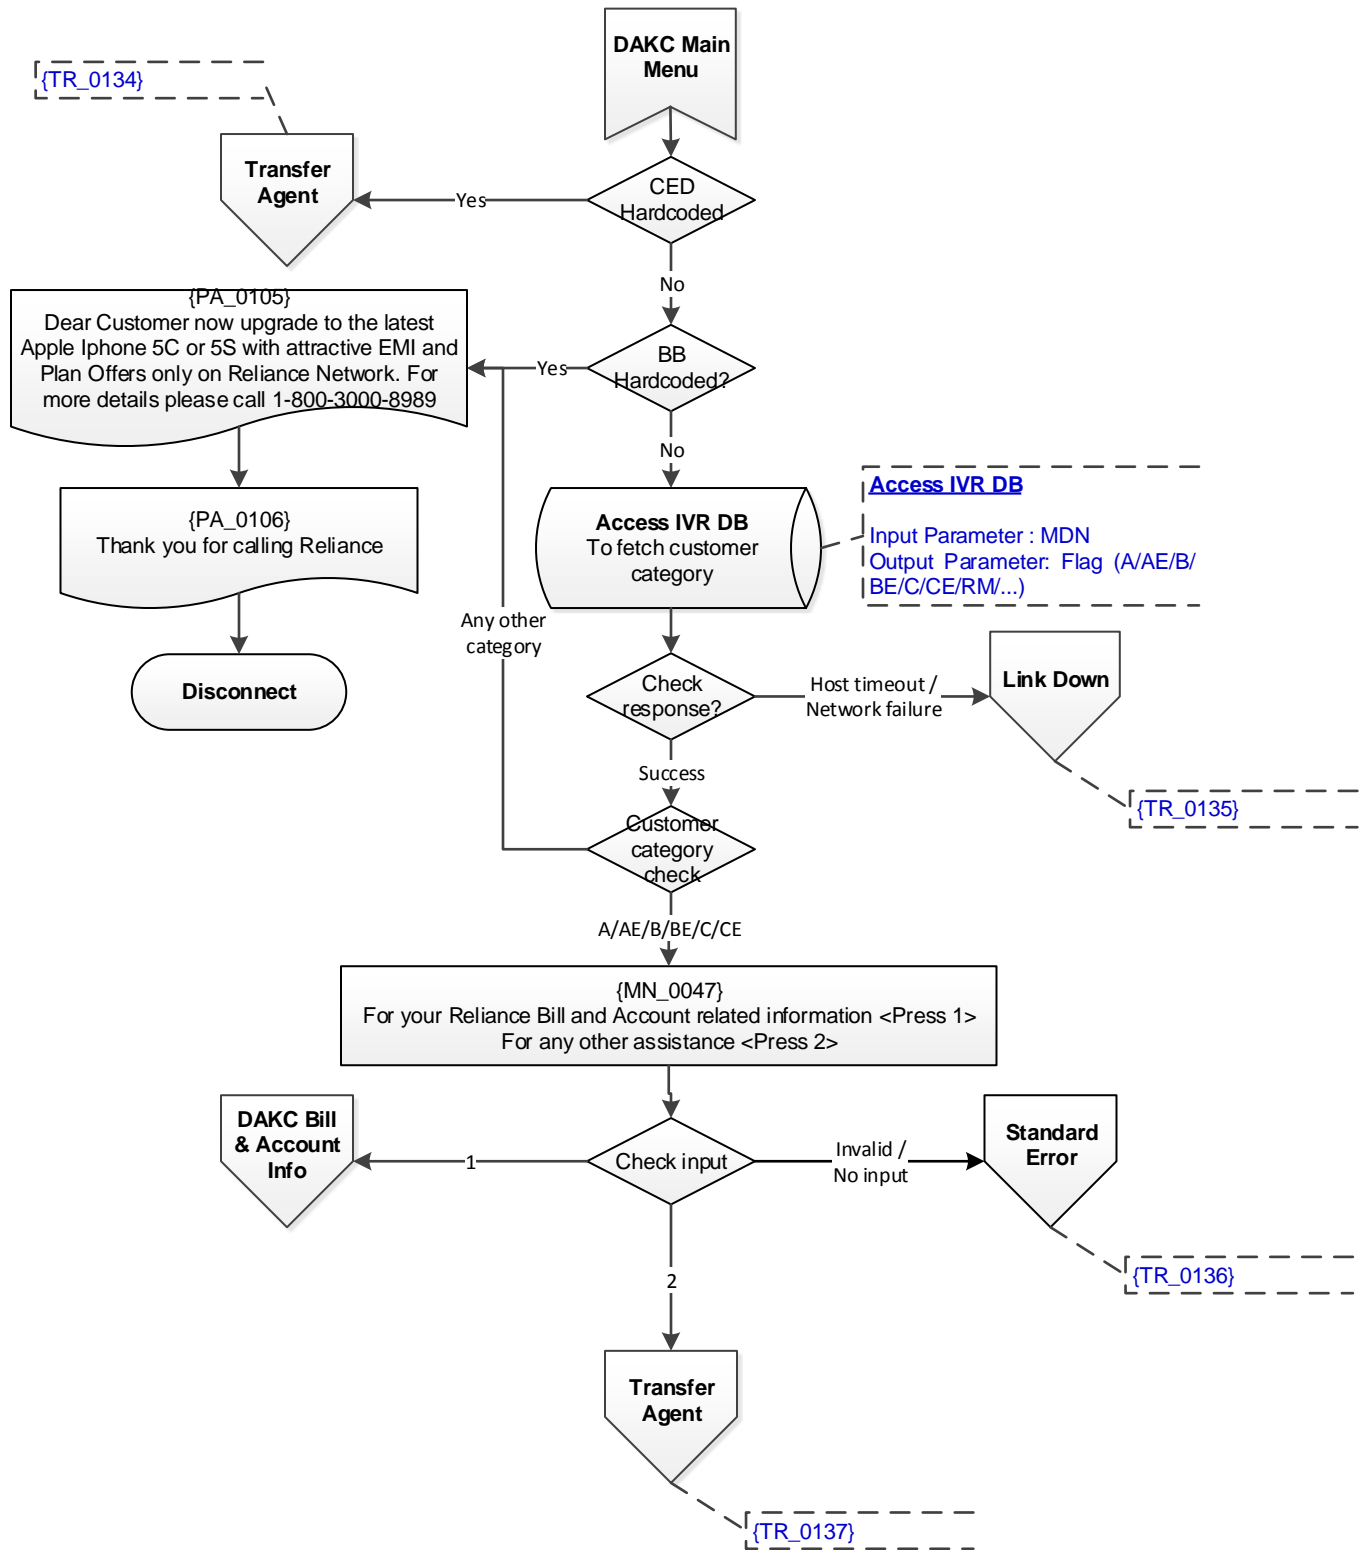 DAKC Main
Menu
{TR_0134}
Transfer
Agent
CED
Hardcoded
Yes
No
{PA_0105}
Dear Customer now upgrade to the latest
Apple Iphone 5C or 5S with attractive EMI and
Plan Offers only on Reliance Network. For
more details please call 1-800-3000-8989
BB
Hardcoded?
Yes
No
{PA_0106}
Thank you for calling Reliance
Access IVR DB
To fetch customer
category
Access IVR DB
Input Parameter : MDN
Output Parameter: Flag (A/AE/B/
BE/C/CE/RM/...)
Any other
category
Disconnect
Check
response?
Host timeout /
Network failure
Link Down
{TR_0135}
Success
Customer
category
check
A/AE/B/BE/C/CE
{MN_0047}
For your Reliance Bill and Account related information <Press 1>
For any other assistance <Press 2>
DAKC Bill
& Account
Info
1
Check input
Invalid /
No input
Standard
Error
{TR_0136}
2
Transfer
Agent
{TR_0137}